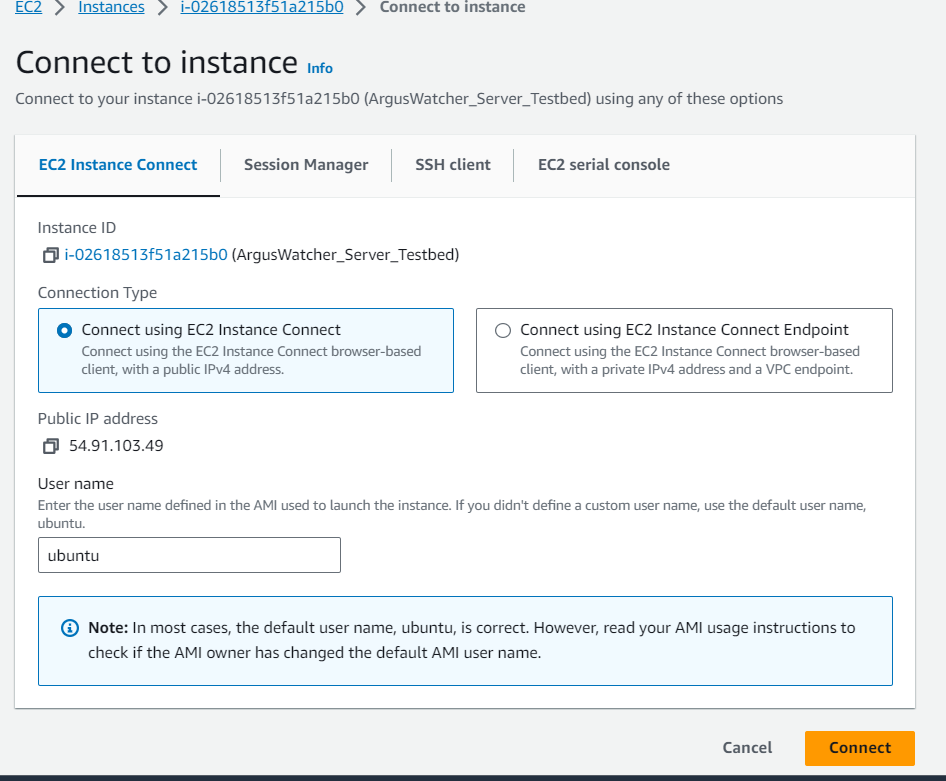 EC2 > Instances > i-02618513f51a215b0 > Connect to instance
Connect to instance Info
Connect to your instance i-02618513f51a215b0 (ArgusWatcher_Server_Testbed) using any of these options
EC2 Instance Connect Session Manager SSH client EC2 serial console
Instance ID
i-02618513f51a215b0 (ArgusWatcher_Server_Testbed)
Connection Type
Connect using EC2 Instance Connect
Connect using the EC2 Instance Connect browser-based
client, with a public IPv4 address.
Connect using EC2 Instance Connect Endpoint
Connect using the EC2 Instance Connect browser-based
client, with a private IPv4 address and a VPC endpoint.
Public IP address
54.91.103.49
User name
Enter the user name defined in the AMI used to launch the instance. If you didn't define a custom user name, use the default user name,
ubuntu.
ubuntu
Note: In most cases, the default user name, ubuntu, is correct. However, read your AMI usage instructions to
check if the AMI owner has changed the default AMI user name.
Cancel Connect